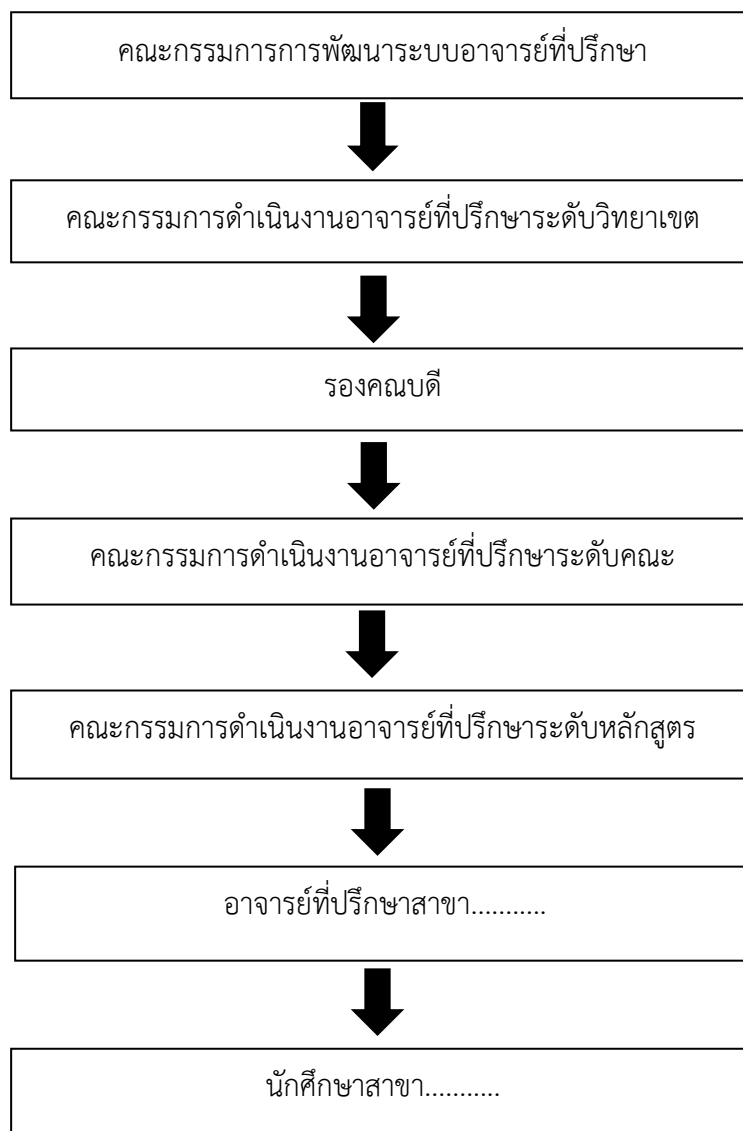 คณะกรรมการการพัฒนาระบบอาจารย์ที่ปรึกษา
คณะกรรมการดำเนินงานอาจารย์ที่ปรึกษาระดับวิทยาเขต
รองคณบดี
คณะกรรมการดำเนินงานอาจารย์ที่ปรึกษาระดับคณะ
คณะกรรมการดำเนินงานอาจารย์ที่ปรึกษาระดับหลักสูตร
อาจารย์ที่ปรึกษาสาขา...........
นักศึกษาสาขา...........